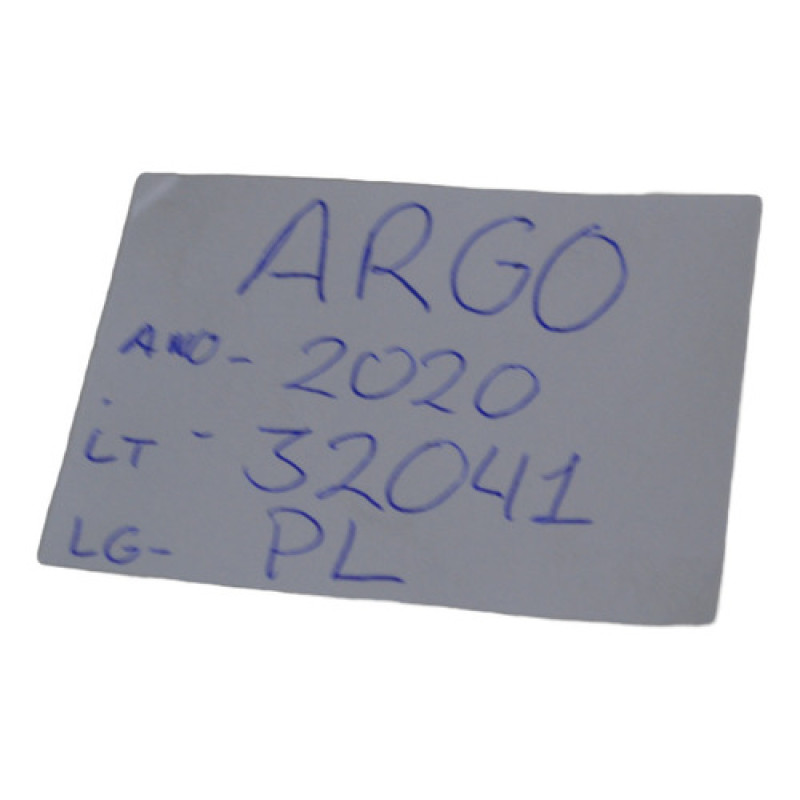 ARGO
ANO - 2020
LT - 32041
LG - PL